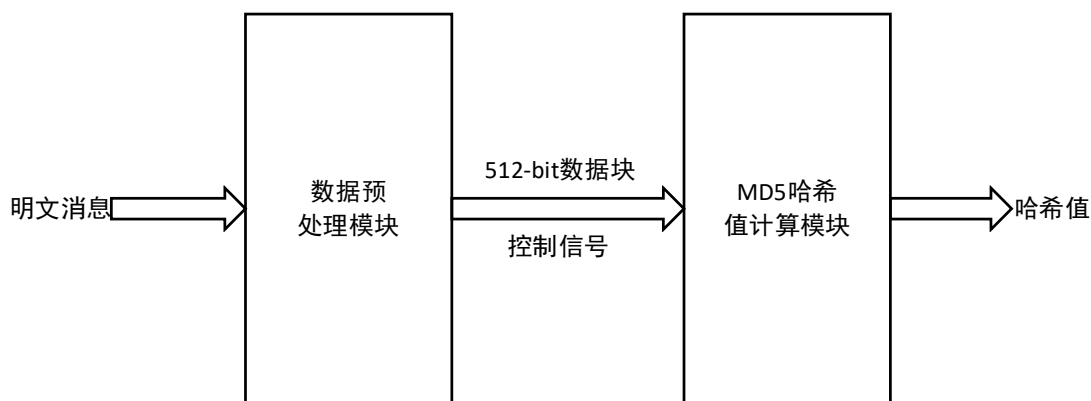 明文消息
数据预
处理模块
512-bit数据块
控制信号
MD5哈希
值计算模块
哈希值